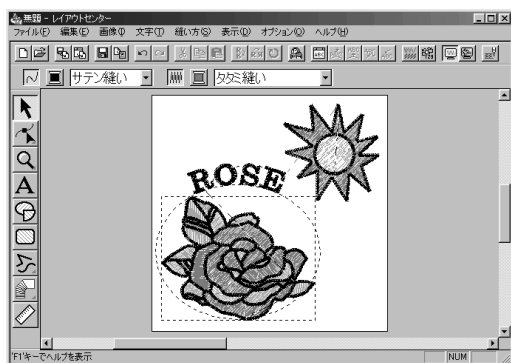 無題 - レイアウトセンター
ファイル(F) 編集(E) 画像(I) 文字(T) 縫い方(S) 表示(D) オプション(O) ヘルプ(H)
サテン縫い タタミ縫い
ROSE
'F1'キーでヘルプを表示 NUM